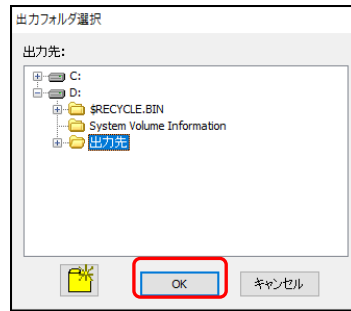 出力フォルダ選択
出力先:
C:
D:
$RECYCLE.BIN
System Volume Information
出力先
OK
キャンセル